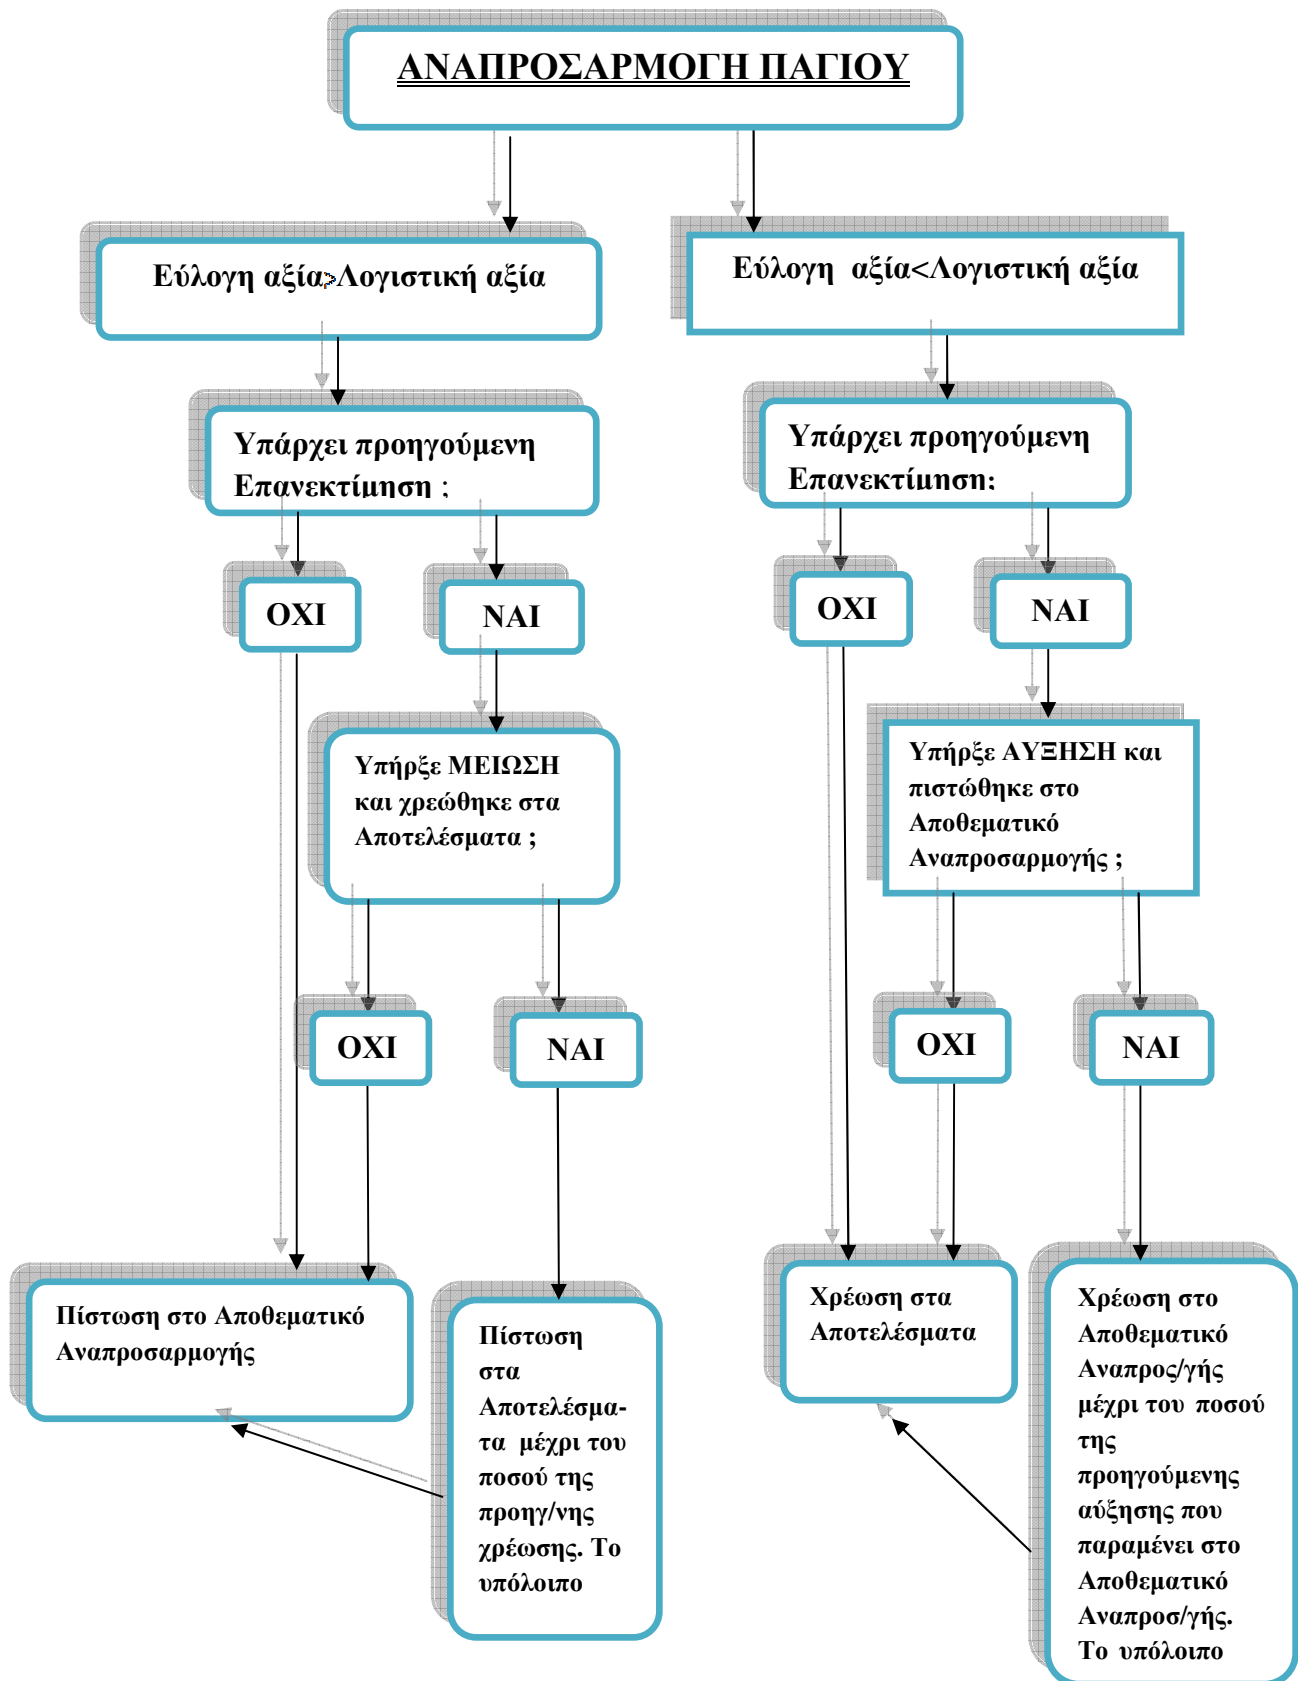 ΑΝΑΠΡΟΣΑΡΜΟΓΗ ΠΑΓΙΟΥ
Εύλογη αξία>Λογιστική αξία
Εύλογη αξία<Λογιστική αξία
Υπάρχει προηγούμενη
Επανεκτίμηση ;
Υπάρχει προηγούμενη
Επανεκτίμηση;
ΟΧΙ
ΝΑΙ
ΟΧΙ
ΝΑΙ
Υπήρξε ΜΕΙΩΣΗ
και χρεώθηκε στα
Αποτελέσματα ;
Υπήρξε ΑΥΞΗΣΗ και
πιστώθηκε στο
Αποθεματικό
Αναπροσαρμογής ;
ΟΧΙ
ΝΑΙ
ΟΧΙ
ΝΑΙ
Πίστωση στο Αποθεματικό
Αναπροσαρμογής
Πίστωση
στα
Αποτελέσμα-
τα μέχρι του
ποσού της
προηγ/νης
χρέωσης. Το
υπόλοιπο
Χρέωση στα
Αποτελέσματα
Χρέωση στο
Αποθεματικό
Αναπρος/γής
μέχρι του ποσού
της
προηγούμενης
αύξησης που
παραμένει στο
Αποθεματικό
Αναπροσ/γής.
Το υπόλοιπο